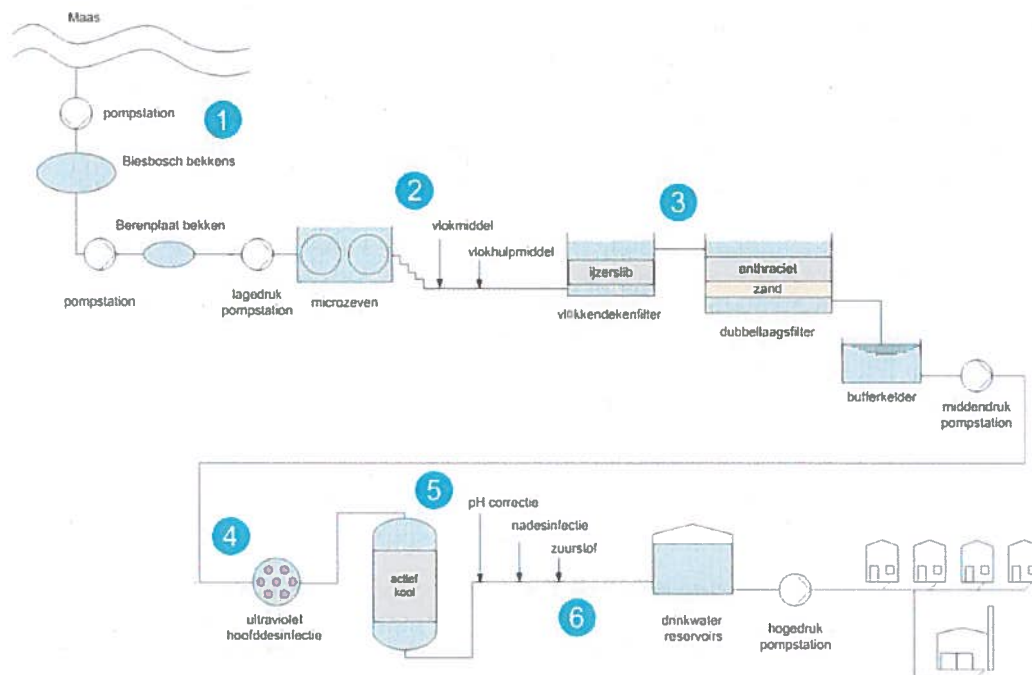 Maas
pompstation
1
Biesbosch bekkens
2
3
vlokmiddel
Berenplaat bekken
vlokhulpmiddel
ijzerslib
anthraciet
zand
pompstation
lagedruk
pompstation
microzeven
vlokkendekenfilter
dubbellaagsfilter
bufferkelder
middendruk
pompstation
5
pH correctie
4
nadesinfectie
zuurstof
actief
kool
6
ultraviolet
hoofddesinfectie
drinkwater
reservoirs
hogedruk
pompstation